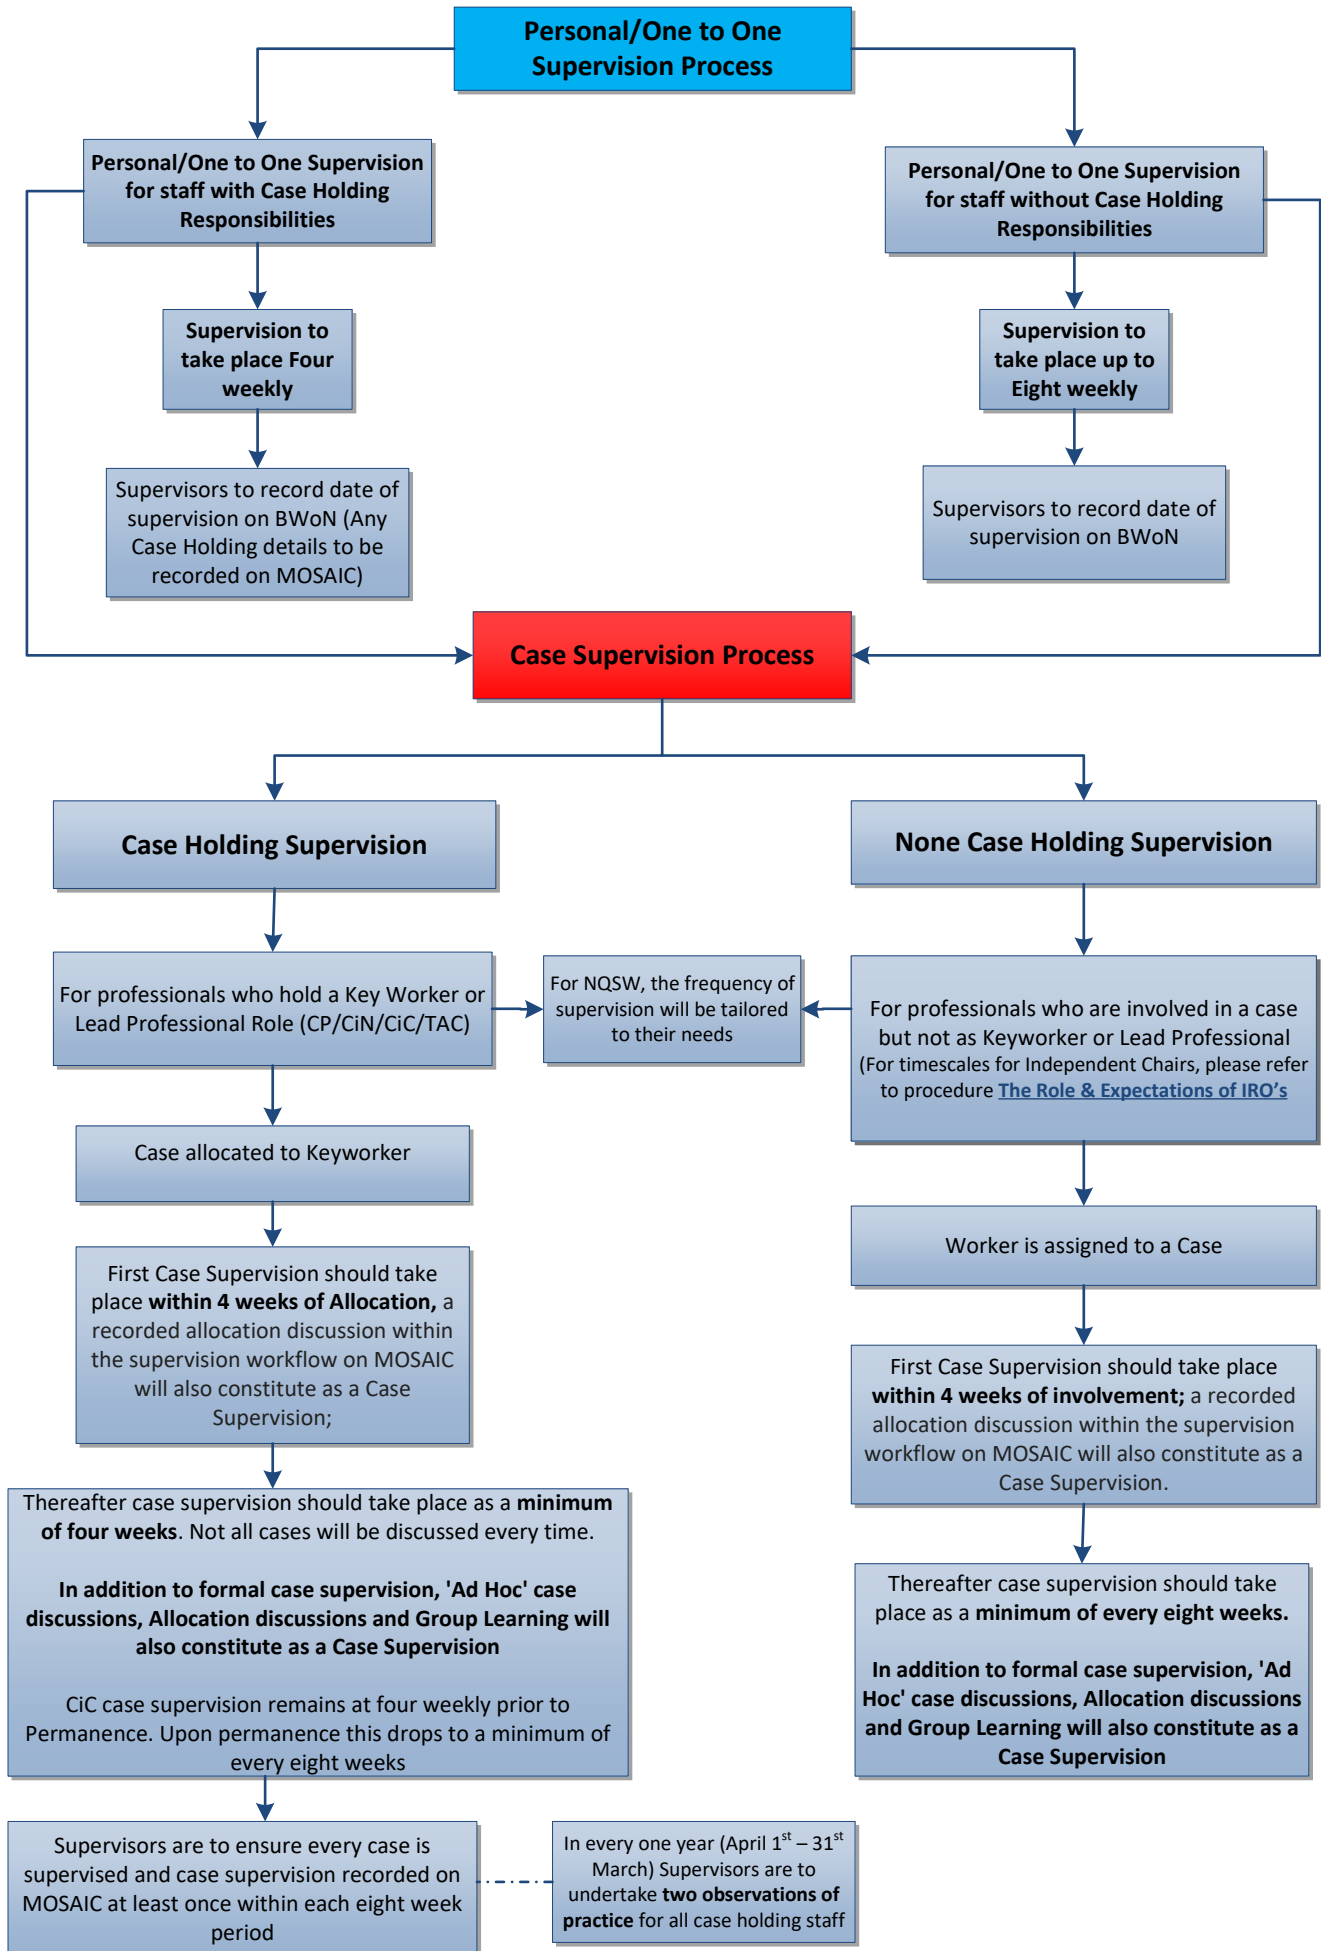 Personal/One to One
Supervision Process
Personal/One to One Supervision
for staff with Case Holding
Responsibilities
Personal/One to One Supervision
for staff without Case Holding
Responsibilities
Supervision to
take place Four
weekly
Supervision to
take place up to
Eight weekly
Supervisors to record date of
supervision on BWoN (Any
Case Holding details to be
recorded on MOSAIC)
Supervisors to record date of
supervision on BWoN
Case Supervision Process
Case Holding Supervision
None Case Holding Supervision
For professionals who hold a Key Worker or
Lead Professional Role (CP/CiN/CiC/TAC)
For NQSW, the frequency of
supervision will be tailored
to their needs
For professionals who are involved in a case
but not as Keyworker or Lead Professional
(For timescales for Independent Chairs, please refer
to procedure The Role & Expectations of IRO's
Case allocated to Keyworker
Worker is assigned to a Case
First Case Supervision should take
place within 4 weeks of Allocation, a
recorded allocation discussion within
the supervision workflow on MOSAIC
will also constitute as a Case
Supervision;
First Case Supervision should take place
within 4 weeks of involvement; a recorded
allocation discussion within the supervision
workflow on MOSAIC will also constitute as a
Case Supervision.
Thereafter case supervision should take place as a minimum
of four weeks. Not all cases will be discussed every time.
In addition to formal case supervision, 'Ad Hoc' case
discussions, Allocation discussions and Group Learning will
also constitute as a Case Supervision
CiC case supervision remains at four weekly prior to
Permanence. Upon permanence this drops to a minimum of
every eight weeks
Thereafter case supervision should take
place as a minimum of every eight weeks.
In addition to formal case supervision, 'Ad
Hoc' case discussions, Allocation discussions
and Group Learning will also constitute as a
Case Supervision
Supervisors are to ensure every case is
supervised and case supervision recorded on
MOSAIC at least once within each eight week
period
In every one year (April 1st – 31st
March) Supervisors are to
undertake two observations of
practice for all case holding staff